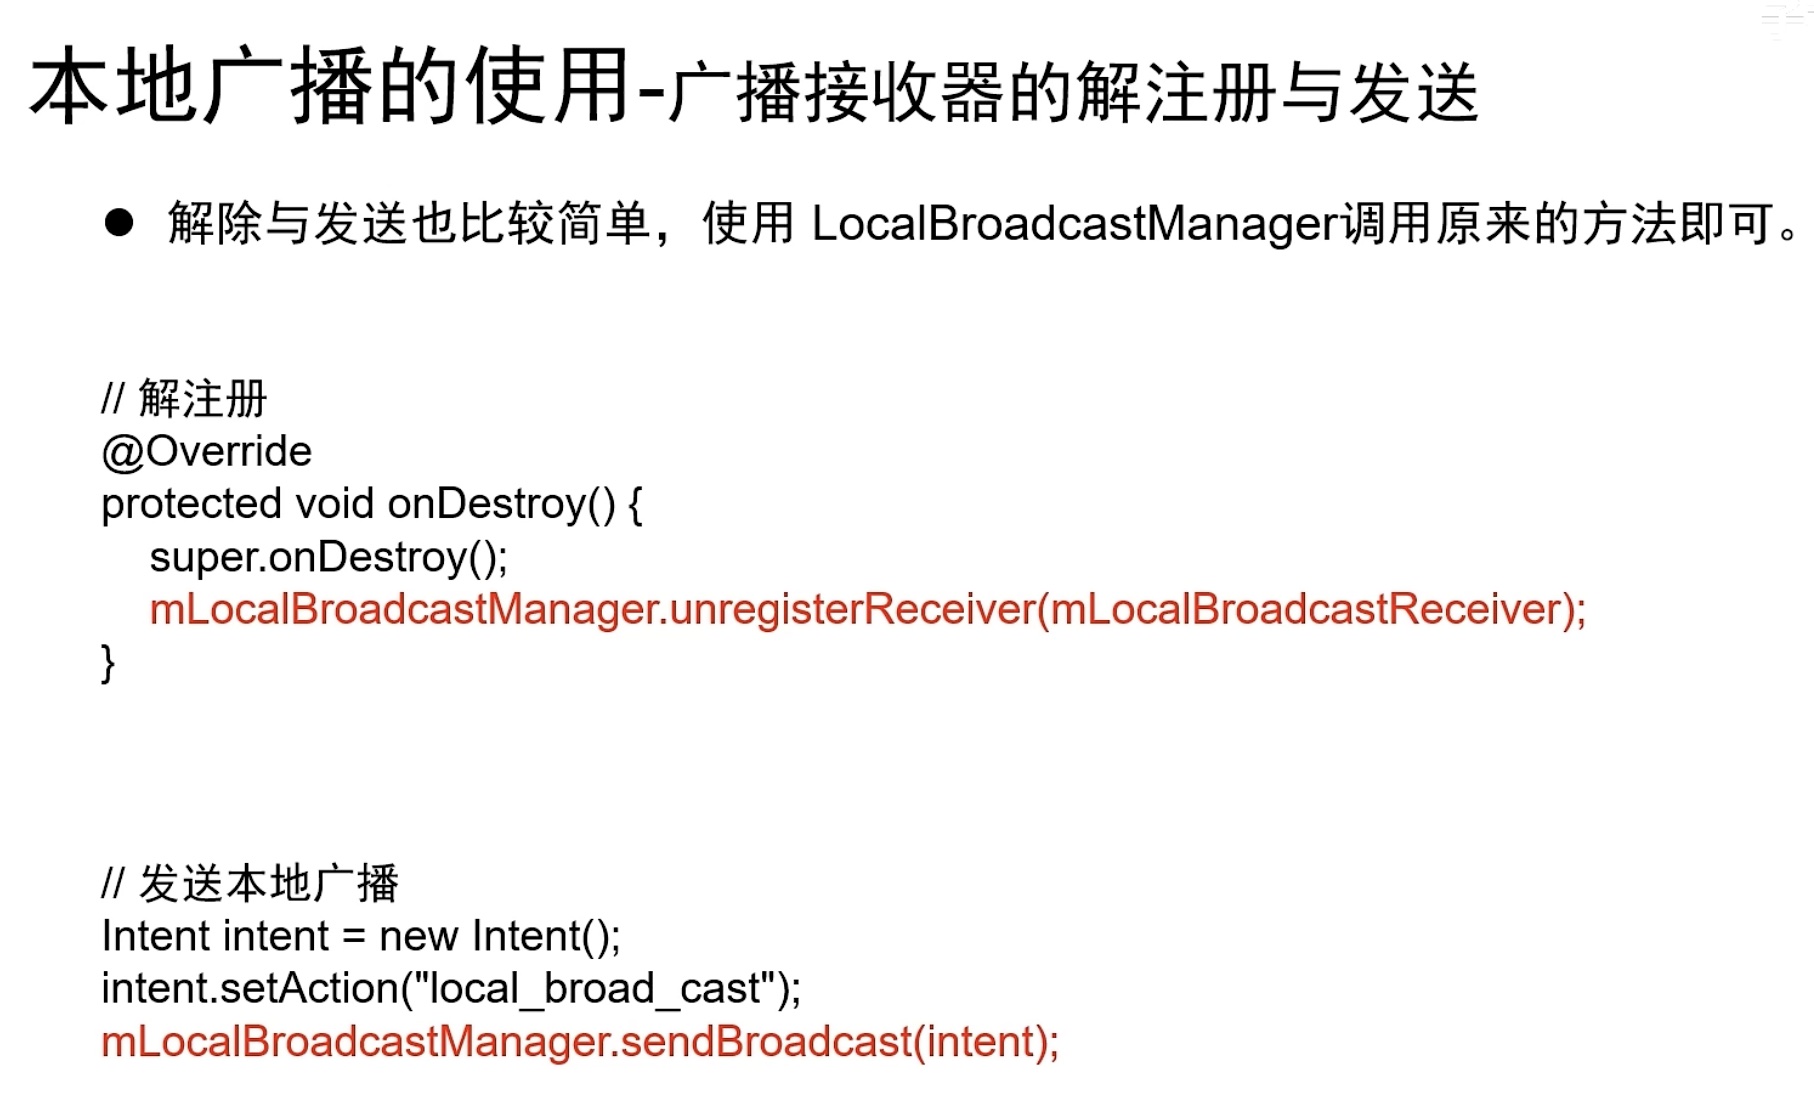 本地广播的使用-广播接收器的解注册与发送
● 解除与发送也比较简单，使用 LocalBroadcastManager调用原来的方法即可。
// 解注册
@Override
protected void onDestroy() {
super.onDestroy();
mLocalBroadcastManager.unregisterReceiver(mLocalBroadcastReceiver);
}
// 发送本地广播
Intent intent = new Intent();
intent.setAction("local_broad_cast");
mLocalBroadcastManager.sendBroadcast(intent);